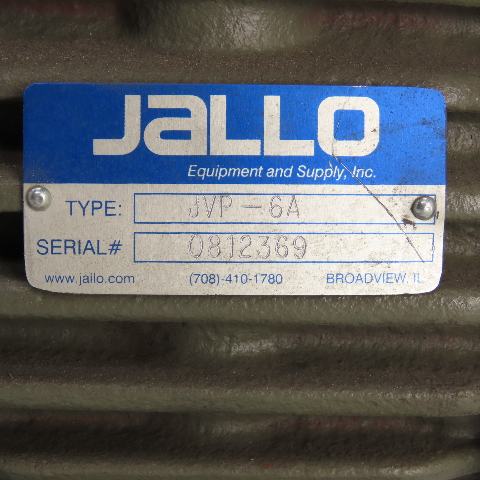 JALLO
Equipment and Supply, Inc.
TYPE: JVP-6A
SERIAL# 0812369
www.jallo.com (708)-410-1780 BROADVIEW, IL